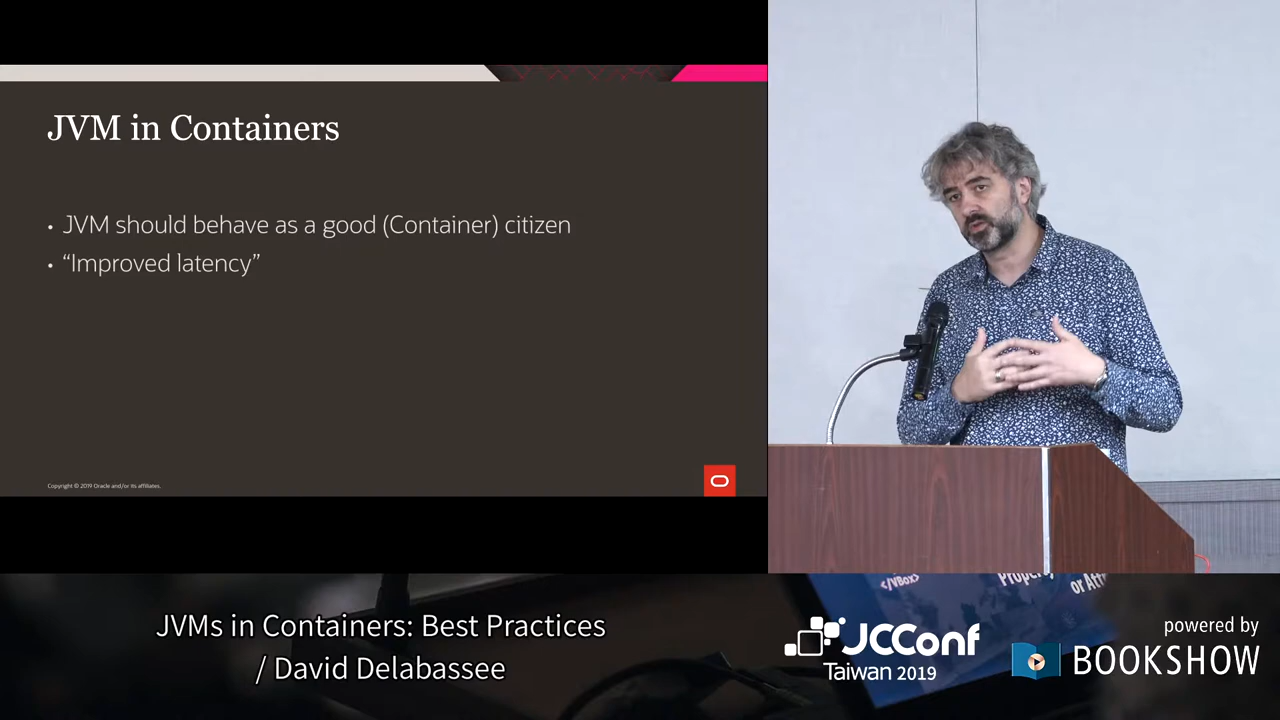 JVM in Containers
• JVM should behave as a good (Container) citizen
• “Improved latency”
Copyright © 2019 Oracle and/or its affiliates.
</VBox>
JVMs in Containers: Best Practices
/ David Delabassee
JCConf
Taiwan 2019
powered by
BOOKSHOW